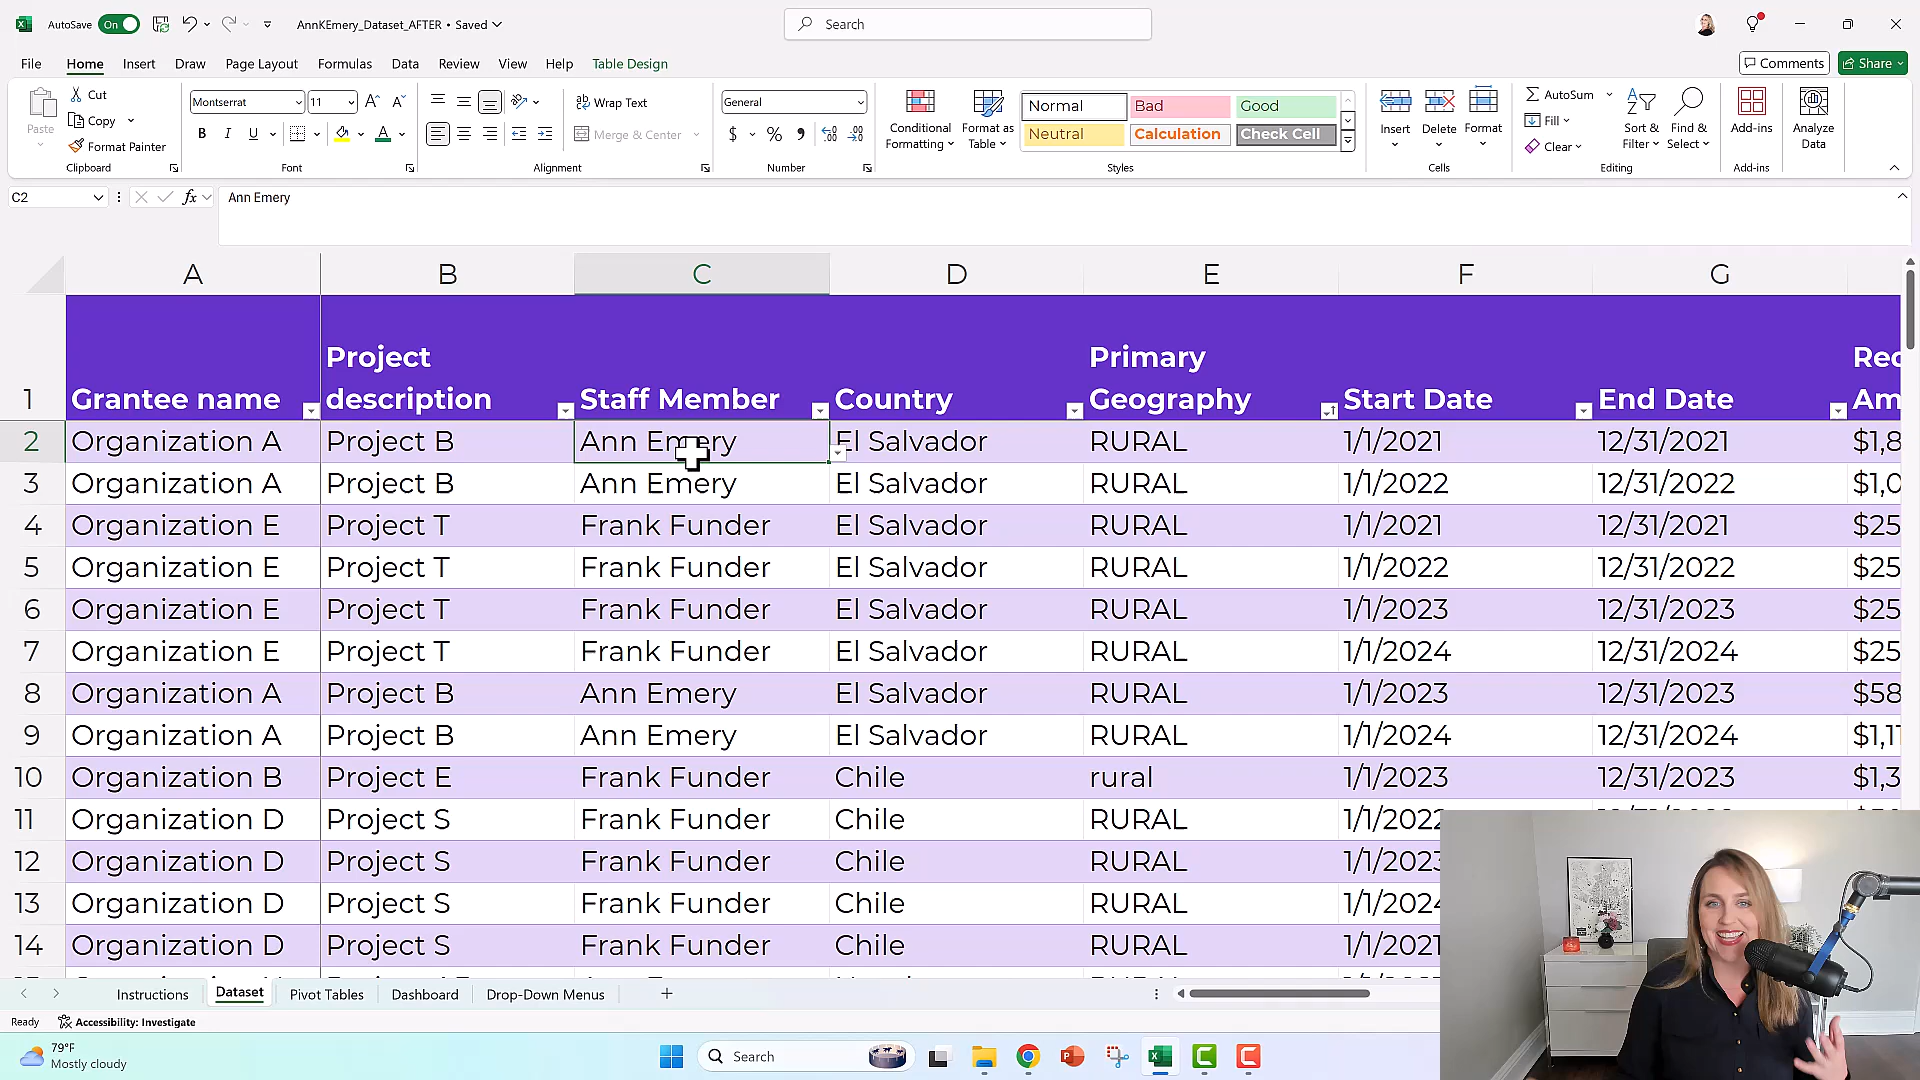 AutoSave On AnnKEmery_Dataset_AFTER • Saved Search
File Home Insert Draw Page Layout Formulas Data Review View Help Table Design Comments Share
Paste Cut Copy Format Painter
Montserrat 11
B I U A
ab Wrap Text
Merge & Center
General
$ % 9
Conditional Formatting
Format as Table
Normal Bad Good
Neutral Calculation Check Cell
Insert Delete Format
AutoSum
Fill
Clear
Sort & Filter
Find & Select
Add-ins
Analyze Data
Clipboard Font Alignment Number Styles Cells Editing Add-ins
C2 fx Ann Emery
A B C D E F G
1 Grantee name Project description Staff Member Country Primary Geography Start Date End Date
2 Organization A Project B Ann Emery El Salvador RURAL 1/1/2021 12/31/2021 $1,8
3 Organization A Project B Ann Emery El Salvador RURAL 1/1/2022 12/31/2022 $1,0
4 Organization E Project T Frank Funder El Salvador RURAL 1/1/2021 12/31/2021 $25
5 Organization E Project T Frank Funder El Salvador RURAL 1/1/2022 12/31/2022 $25
6 Organization E Project T Frank Funder El Salvador RURAL 1/1/2023 12/31/2023 $25
7 Organization E Project T Frank Funder El Salvador RURAL 1/1/2024 12/31/2024 $25
8 Organization A Project B Ann Emery El Salvador RURAL 1/1/2023 12/31/2023 $58
9 Organization A Project B Ann Emery El Salvador RURAL 1/1/2024 12/31/2024 $1,11
10 Organization B Project E Frank Funder Chile rural 1/1/2023 12/31/2023 $1,3
11 Organization D Project S Frank Funder Chile RURAL 1/1/2022
12 Organization D Project S Frank Funder Chile RURAL 1/1/2023
13 Organization D Project S Frank Funder Chile RURAL 1/1/2024
14 Organization D Project S Frank Funder Chile RURAL 1/1/2021
Instructions Dataset Pivot Tables Dashboard Drop-Down Menus
Ready Accessibility: Investigate
79°F
Mostly cloudy
Search